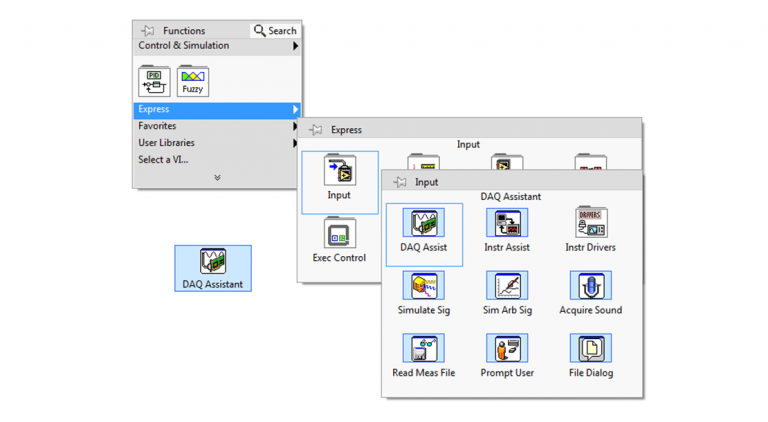 Functions
Search
Control & Simulation
PID
Fuzzy
Express
Favorites
User Libraries
Select a VI...
Express
Input
Input
Exec Control
Input
DAQ Assistant
DAQ Assist
Instr Assist
DRIVERS
Instr Drivers
Simulate Sig
Sim Arb Sig
Acquire Sound
Read Meas File
Prompt User
File Dialog
DAQ Assistant